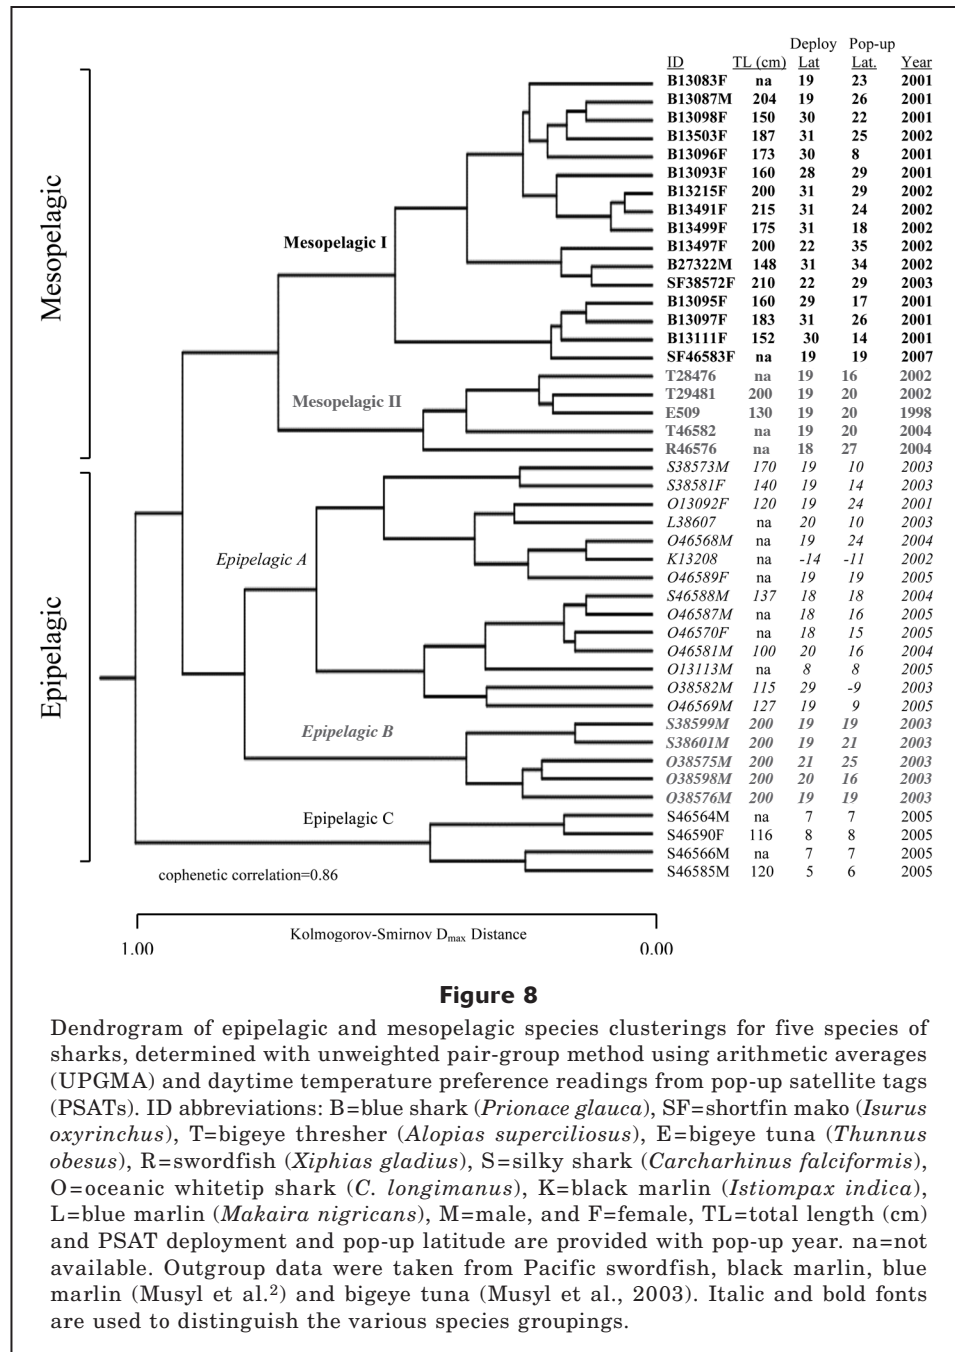 Deploy Pop-up
ID TL (cm) Lat Lat. Year
B13083F na 19 23 2001
B13087M 204 19 26 2001
B13098F 150 30 22 2001
B13503F 187 31 25 2002
B13096F 173 30 8 2001
B13093F 160 28 29 2001
B13215F 200 31 29 2002
B13491F 215 31 24 2002
B13499F 175 31 18 2002
B13497F 200 22 35 2002
B27322M 148 31 34 2002
SF38572F 210 22 29 2003
B13095F 160 29 17 2001
B13097F 183 31 26 2001
B13111F 152 30 14 2001
SF46583F na 19 19 2007
T28476 na 19 16 2002
T29481 200 19 20 2002
E509 130 19 20 1998
T46582 na 19 20 2004
R46576 na 18 27 2004
S38573M 170 19 10 2003
S38581F 140 19 14 2003
O13092F 120 19 24 2001
L38607 na 20 10 2003
O46568M na 19 24 2004
K13208 na -14 -11 2002
O46589F na 19 19 2005
S46588M 137 18 18 2004
O46587M na 18 16 2005
O46570F na 18 15 2005
O46581M 100 20 16 2004
O13113M na 8 8 2005
O38582M 115 29 -9 2003
O46569M 127 19 9 2005
S38599M 200 19 19 2003
S38601M 200 19 21 2003
O38575M 200 21 25 2003
O38598M 200 20 16 2003
O38576M 200 19 19 2003
S46564M na 7 7 2005
S46590F 116 8 8 2005
S46566M na 7 7 2005
S46585M 120 5 6 2005
Mesopelagic
Epipelagic
Mesopelagic I
Mesopelagic II
Epipelagic A
Epipelagic B
Epipelagic C
cophenetic correlation=0.86
Kolmogorov-Smirnov Dmax Distance
1.00 0.00
Figure 8
Dendrogram of epipelagic and mesopelagic species clusterings for five species of
sharks, determined with unweighted pair-group method using arithmetic averages
(UPGMA) and daytime temperature preference readings from pop-up satellite tags
(PSATs). ID abbreviations: B=blue shark (Prionace glauca), SF=shortfin mako (Isurus
oxyrinchus), T=bigeye thresher (Alopias superciliosus), E=bigeye tuna (Thunnus
obesus), R=swordfish (Xiphias gladius), S=silky shark (Carcharhinus falciformis),
O=oceanic whitetip shark (C. longimanus), K=black marlin (Istiompax indica),
L=blue marlin (Makaira nigricans), M=male, and F=female, TL=total length (cm)
and PSAT deployment and pop-up latitude are provided with pop-up year. na=not
available. Outgroup data were taken from Pacific swordfish, black marlin, blue
marlin (Musyl et al.²) and bigeye tuna (Musyl et al., 2003). Italic and bold fonts
are used to distinguish the various species groupings.